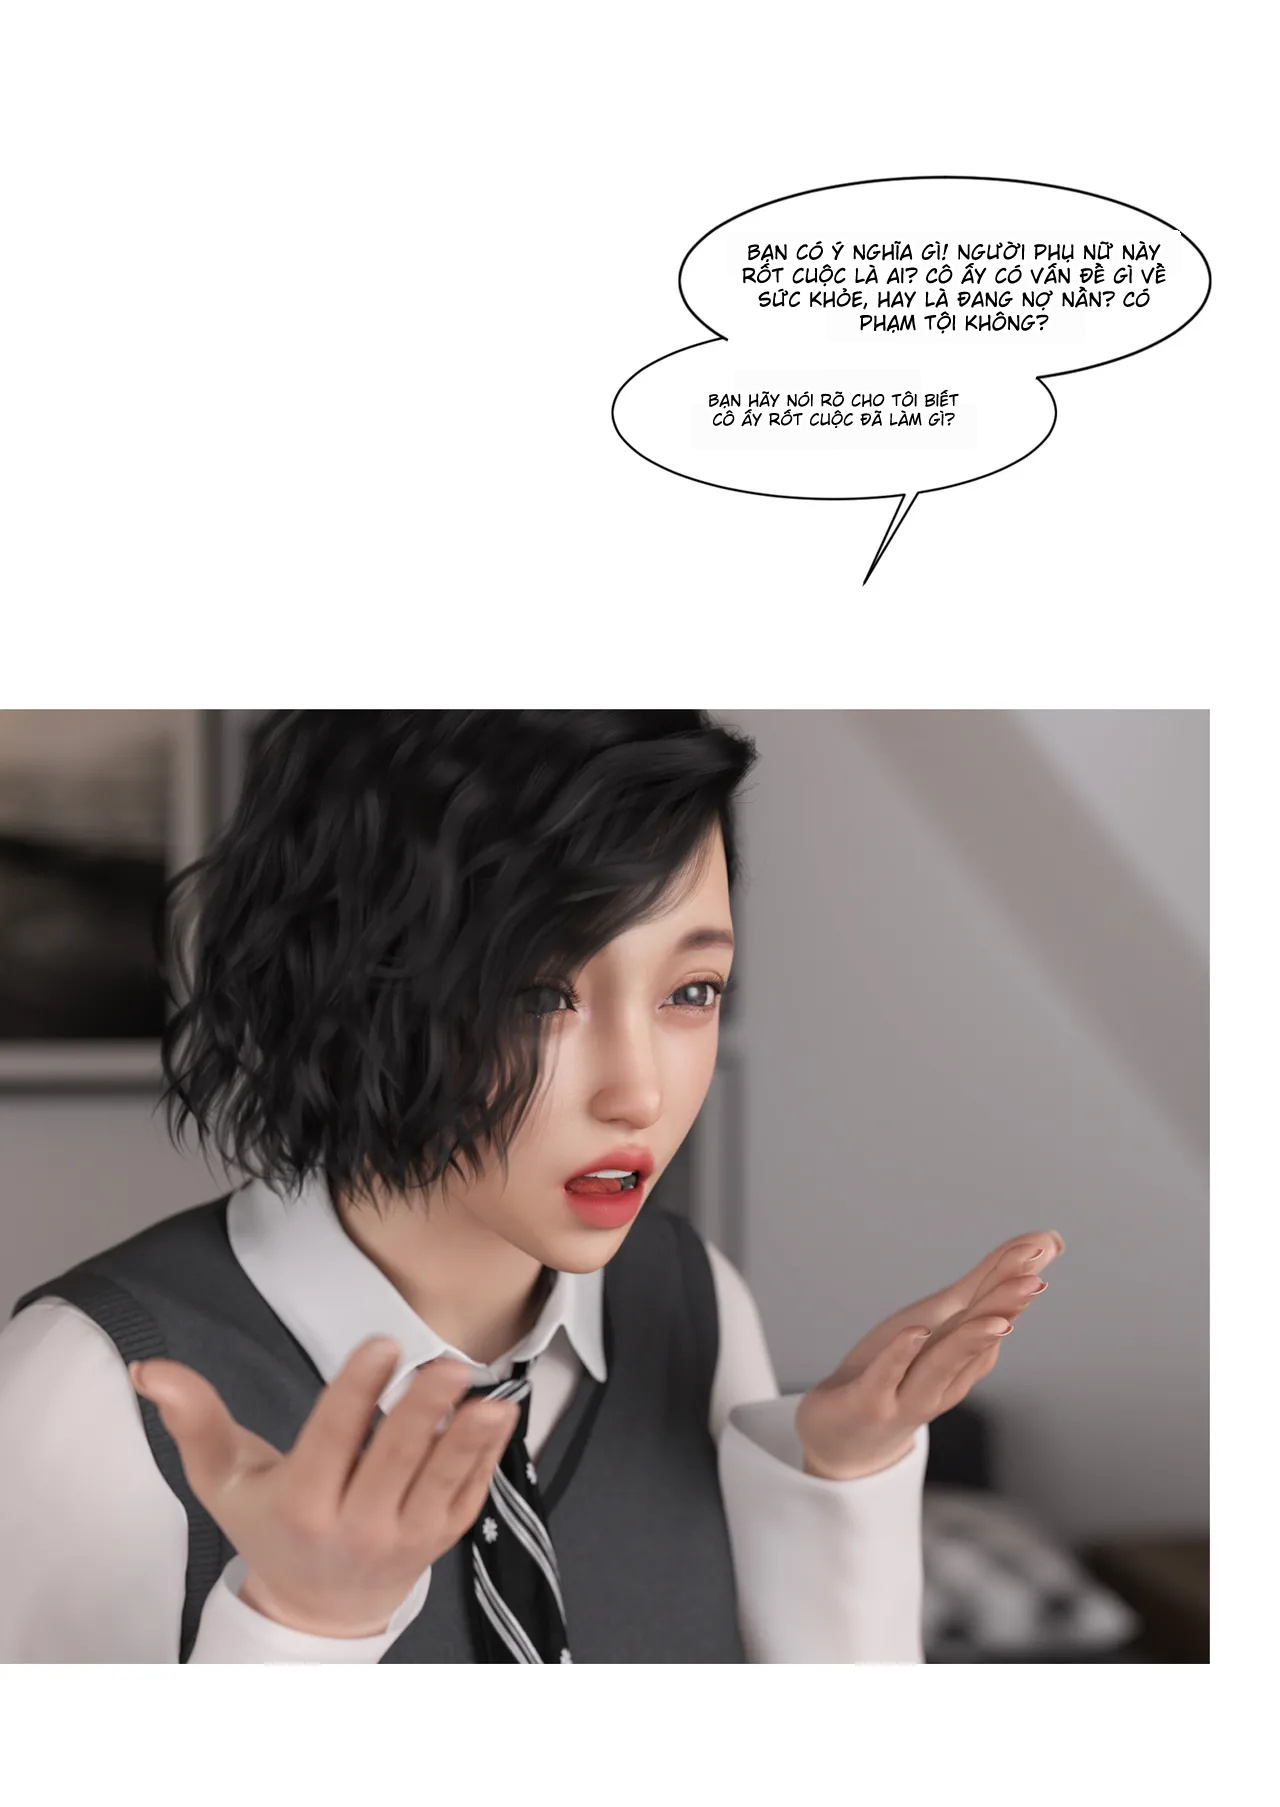 BẠN CÓ Ý NGHĨA GÌ! NGƯỜI PHỤ NỮ NÀY
RỐT CUỘC LÀ AI? CÔ ẤY CÓ VẤN ĐỀ GÌ VỀ
SỨC KHỎE, HAY LÀ ĐANG NỢ NẦN? CÓ
PHẠM TỘI KHÔNG?
BẠN HÃY NÓI RÕ CHO TÔI BIẾT
CÔ ẤY RỐT CUỘC ĐÃ LÀM GÌ?